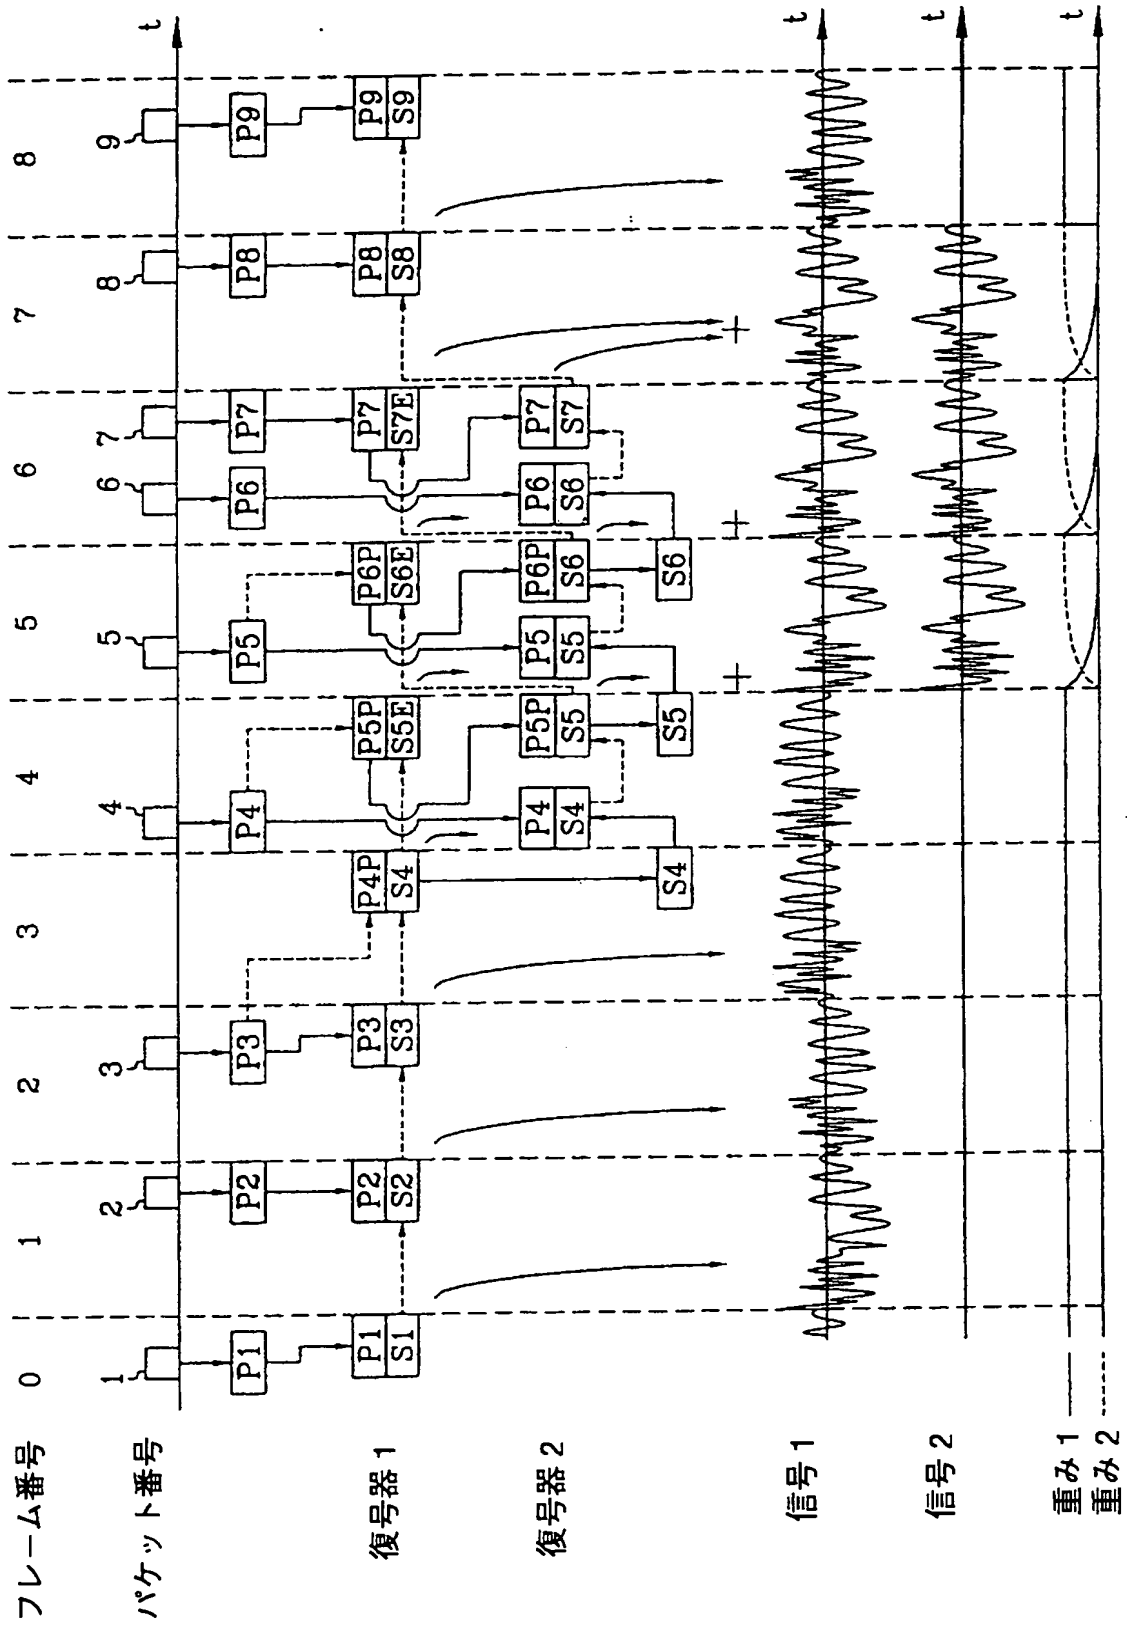 フレーム番号 0 1 2 3 4 5 6 7 8
パケット番号 1 2 3 4 5 6 7 8 9 t
P1 P2 P3 P4 P5 P6 P7 P8 P9
復号器1
P1 P2 P3 P4P P5P P6P P7 P8 P9
S1 S2 S3 S4 S5E S6E S7E S8 S9
復号器2
P4 P5P P5 P6P P6 P7
S4 S5 S5 S6 S6 S7
S4 S5 S6
+ + +
信号1 t
信号2 t
重み1 t
重み2